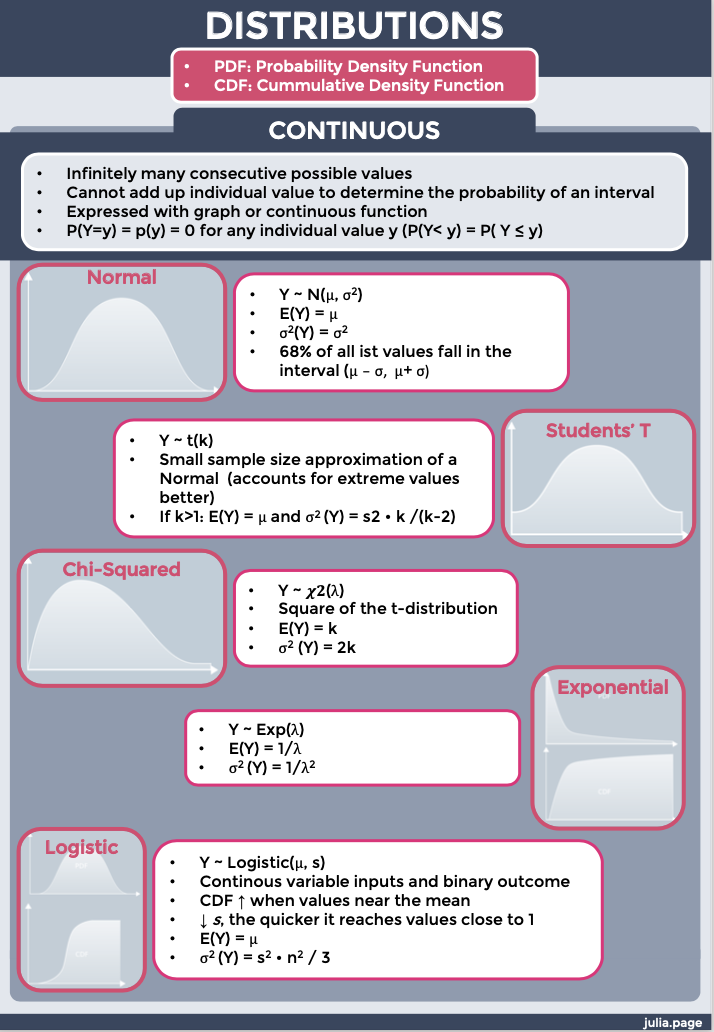 DISTRIBUTIONS
• PDF: Probability Density Function
• CDF: Cummulative Density Function
CONTINUOUS
• Infinitely many consecutive possible values
• Cannot add up individual value to determine the probability of an interval
• Expressed with graph or continuous function
• P(Y=y) = p(y) = 0 for any individual value y (P(Y< y) = P( Y ≤ y)
Normal
• Y ~ N(μ, σ²)
• E(Y) = μ
• σ²(Y) = σ²
• 68% of all ist values fall in the
interval (μ – σ, μ+ σ)
Students’ T
• Y ~ t(k)
• Small sample size approximation of a
Normal (accounts for extreme values
better)
• If k>1: E(Y) = μ and σ² (Y) = s2 • k /(k-2)
Chi-Squared
• Y ~ χ2(λ)
• Square of the t-distribution
• E(Y) = k
• σ² (Y) = 2k
Exponential
CDF
• Y ~ Exp(λ)
• E(Y) = 1/λ
• σ² (Y) = 1/λ²
Logistic
PDF
CDF
• Y ~ Logistic(μ, s)
• Continous variable inputs and binary outcome
• CDF ↑ when values near the mean
• ↓ s, the quicker it reaches values close to 1
• E(Y) = μ
• σ² (Y) = s² • n² / 3
julia.page